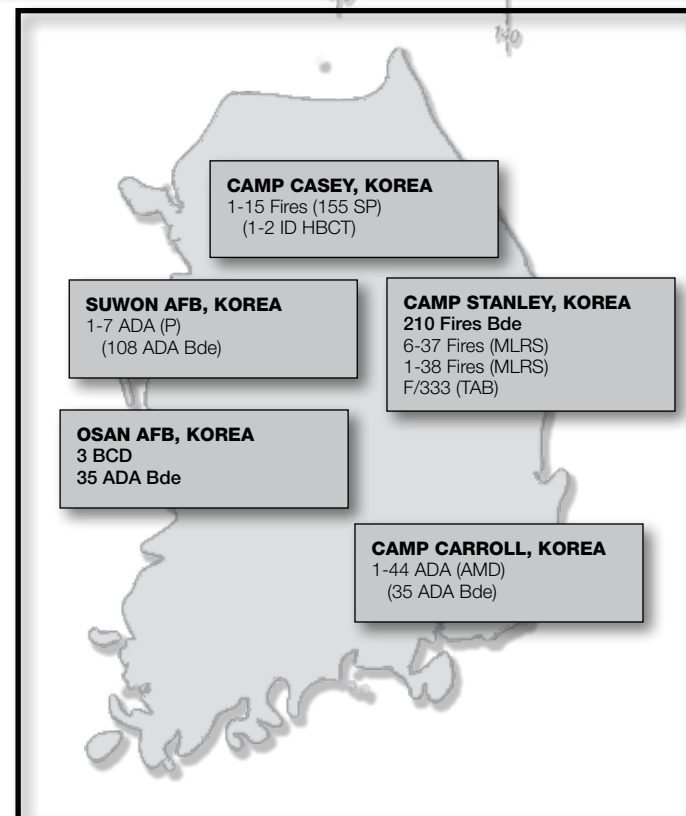 140
CAMP CASEY, KOREA
1-15 Fires (155 SP)
(1-2 ID HBCT)
SUWON AFB, KOREA
1-7 ADA (P)
(108 ADA Bde)
CAMP STANLEY, KOREA
210 Fires Bde
6-37 Fires (MLRS)
1-38 Fires (MLRS)
F/333 (TAB)
OSAN AFB, KOREA
3 BCD
35 ADA Bde
CAMP CARROLL, KOREA
1-44 ADA (AMD)
(35 ADA Bde)